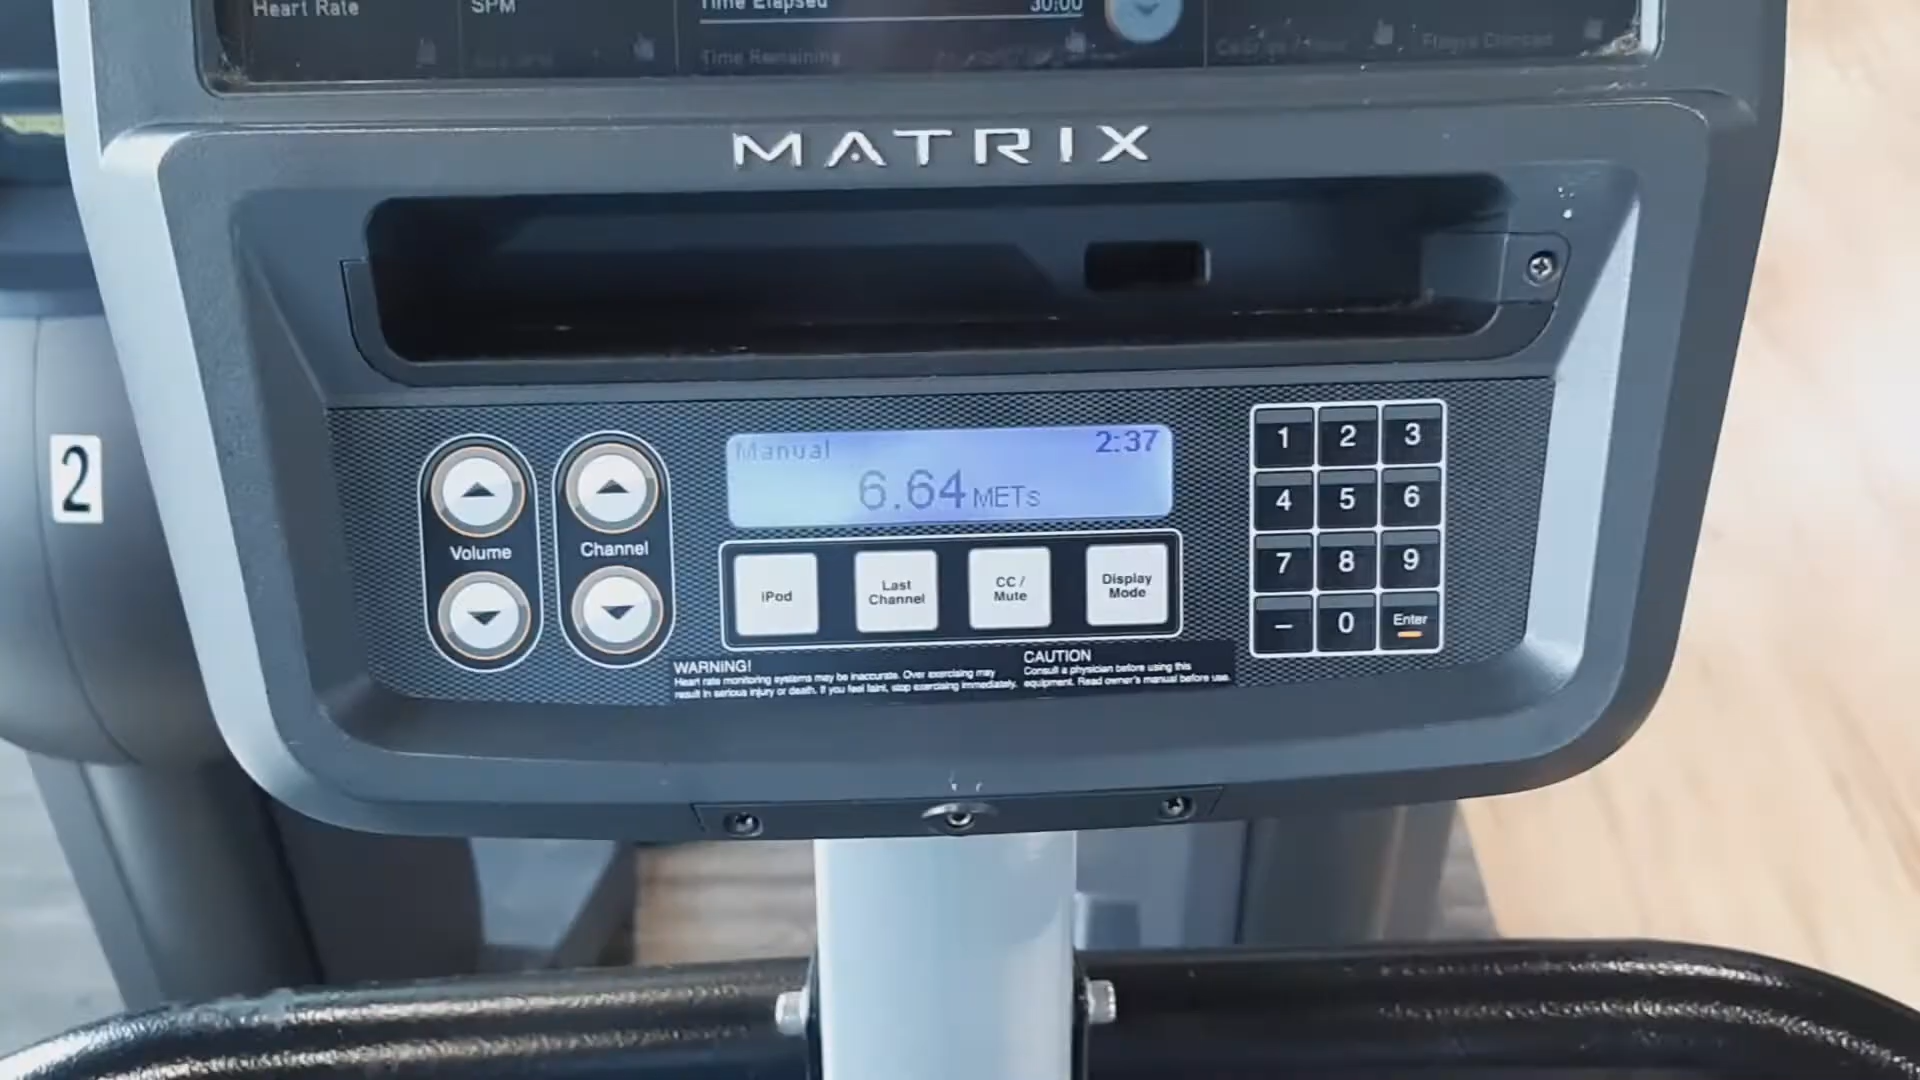 Heart Rate
SPM
Time Elapsed
30:00
Time Remaining
MATRIX
2
Manual
2:37
6.64 METs
Volume
Channel
iPod
Last
Channel
CC /
Mute
Display
Mode
1 2 3
4 5 6
7 8 9
– 0 Enter
WARNING!
Heart rate monitoring systems may be inaccurate. Over exercising may
result in serious injury or death. If you feel faint, stop exercising immediately.
CAUTION
Consult a physician before using this
equipment. Read owner's manual before use.